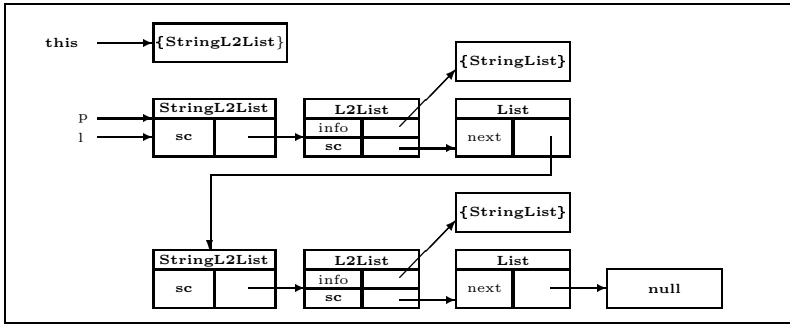 this {StringL2List}
{StringList}
p StringL2List L2List List
l sc info next
sc
{StringList}
StringL2List L2List List
sc info next null
sc